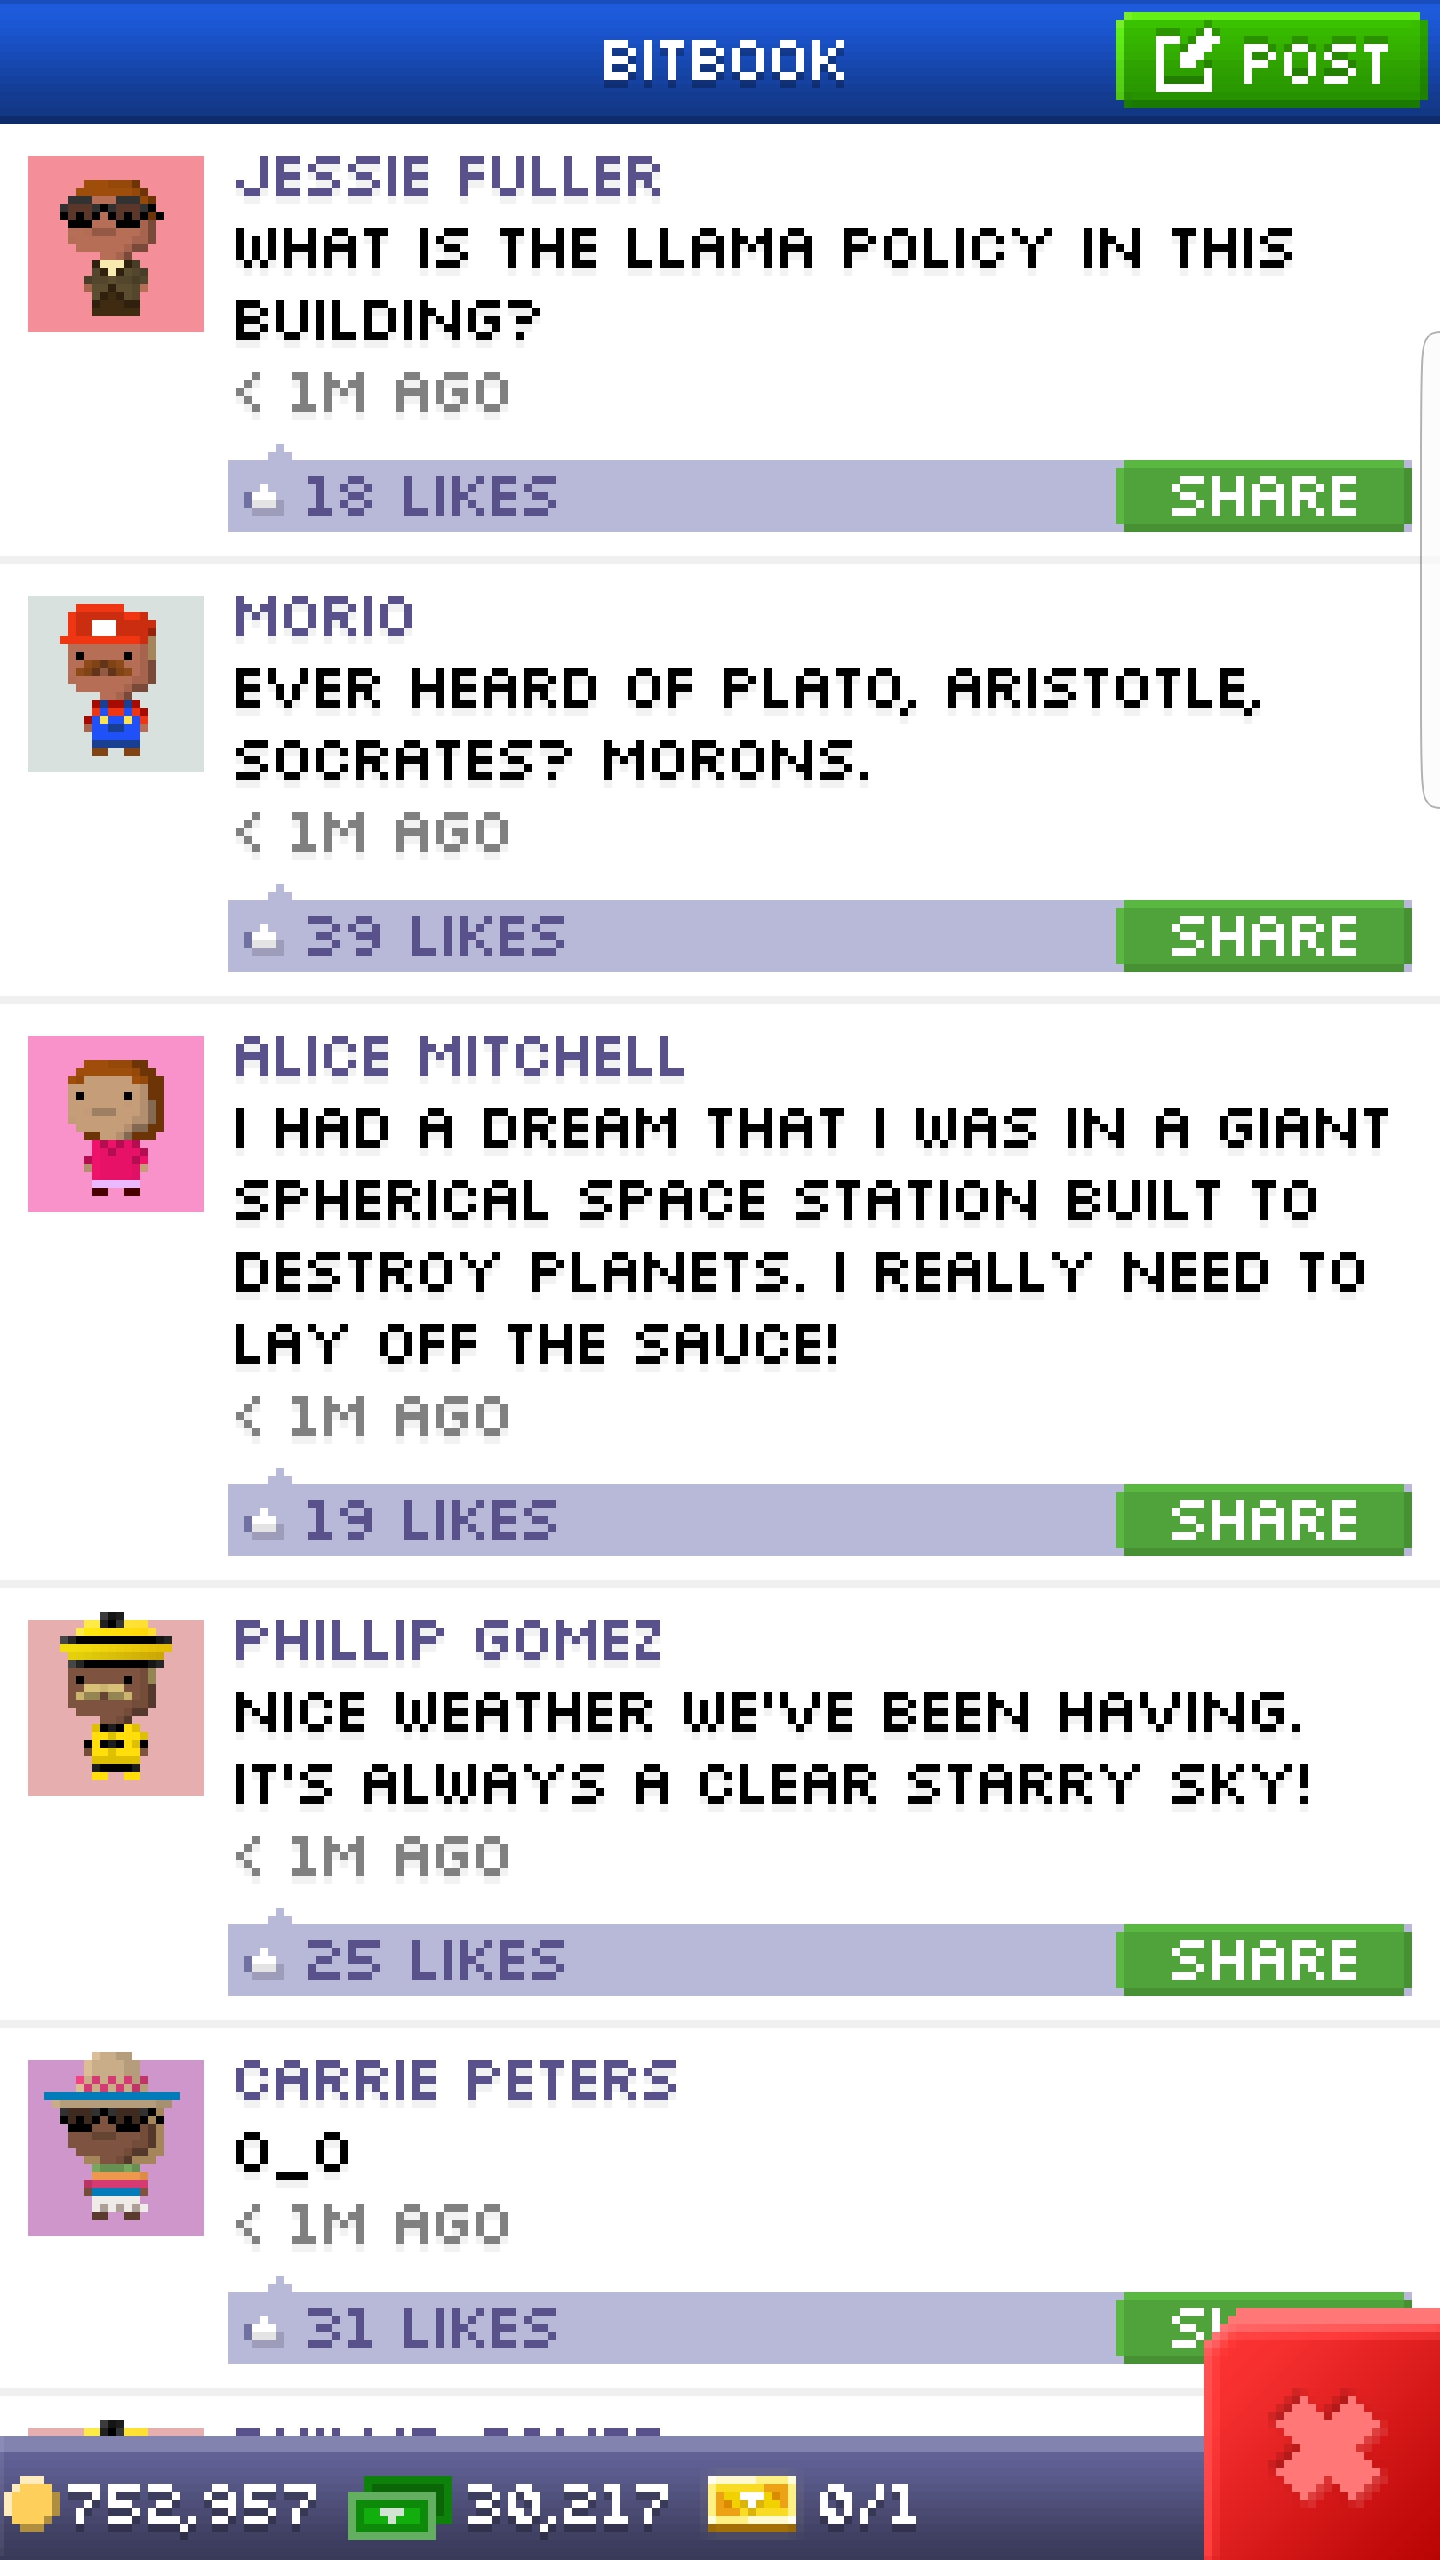 BITBOOK
POST
JESSIE FULLER
WHAT IS THE LLAMA POLICY IN THIS
BUILDING?
< 1M AGO
18 LIKES
SHARE
MORIO
EVER HEARD OF PLATO, ARISTOTLE,
SOCRATES? MORONS.
< 1M AGO
39 LIKES
SHARE
ALICE MITCHELL
I HAD A DREAM THAT I WAS IN A GIANT
SPHERICAL SPACE STATION BUILT TO
DESTROY PLANETS. I REALLY NEED TO
LAY OFF THE SAUCE!
< 1M AGO
19 LIKES
SHARE
PHILLIP GOMEZ
NICE WEATHER WE'VE BEEN HAVING.
IT'S ALWAYS A CLEAR STARRY SKY!
< 1M AGO
25 LIKES
SHARE
CARRIE PETERS
O_O
< 1M AGO
31 LIKES
752,957
30,217
0/1